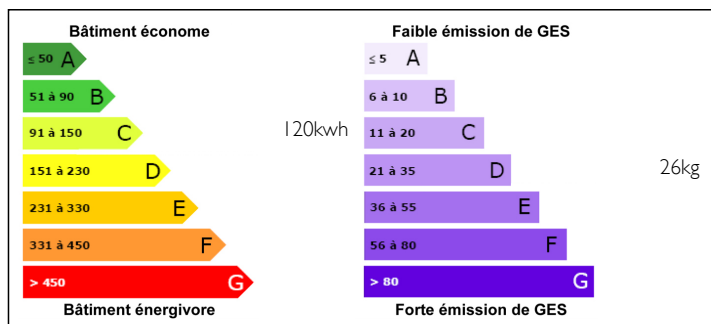 Bâtiment économe
≤ 50 A
51 à 90 B
91 à 150 C
120kwh
151 à 230 D
231 à 330 E
331 à 450 F
> 450 G
Bâtiment énergivore
Faible émission de GES
≤ 5 A
6 à 10 B
11 à 20 C
21 à 35 D
26kg
36 à 55 E
56 à 80 F
> 80 G
Forte émission de GES